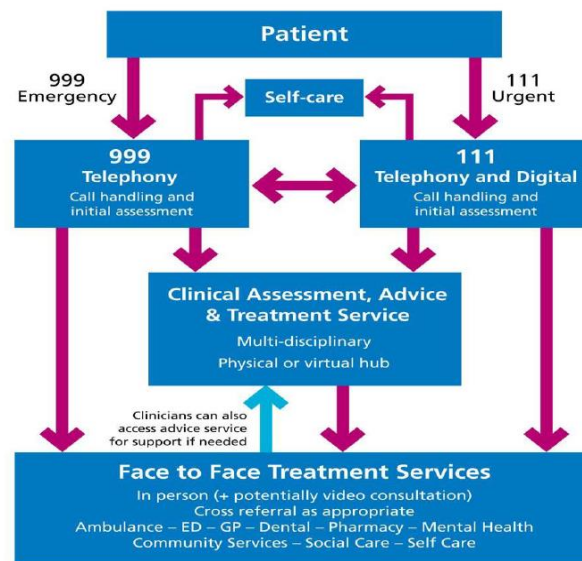 Patient
999
Emergency
Self-care
111
Urgent
999
Telephony
Call handling and
initial assessment
111
Telephony and Digital
Call handling and
initial assessment
Clinical Assessment, Advice
& Treatment Service
Multi-disciplinary
Physical or virtual hub
Clinicians can also
access advice service
for support if needed
Face to Face Treatment Services
In person (+ potentially video consultation)
Cross referral as appropriate
Ambulance – ED – GP – Dental – Pharmacy – Mental Health
Community Services – Social Care – Self Care